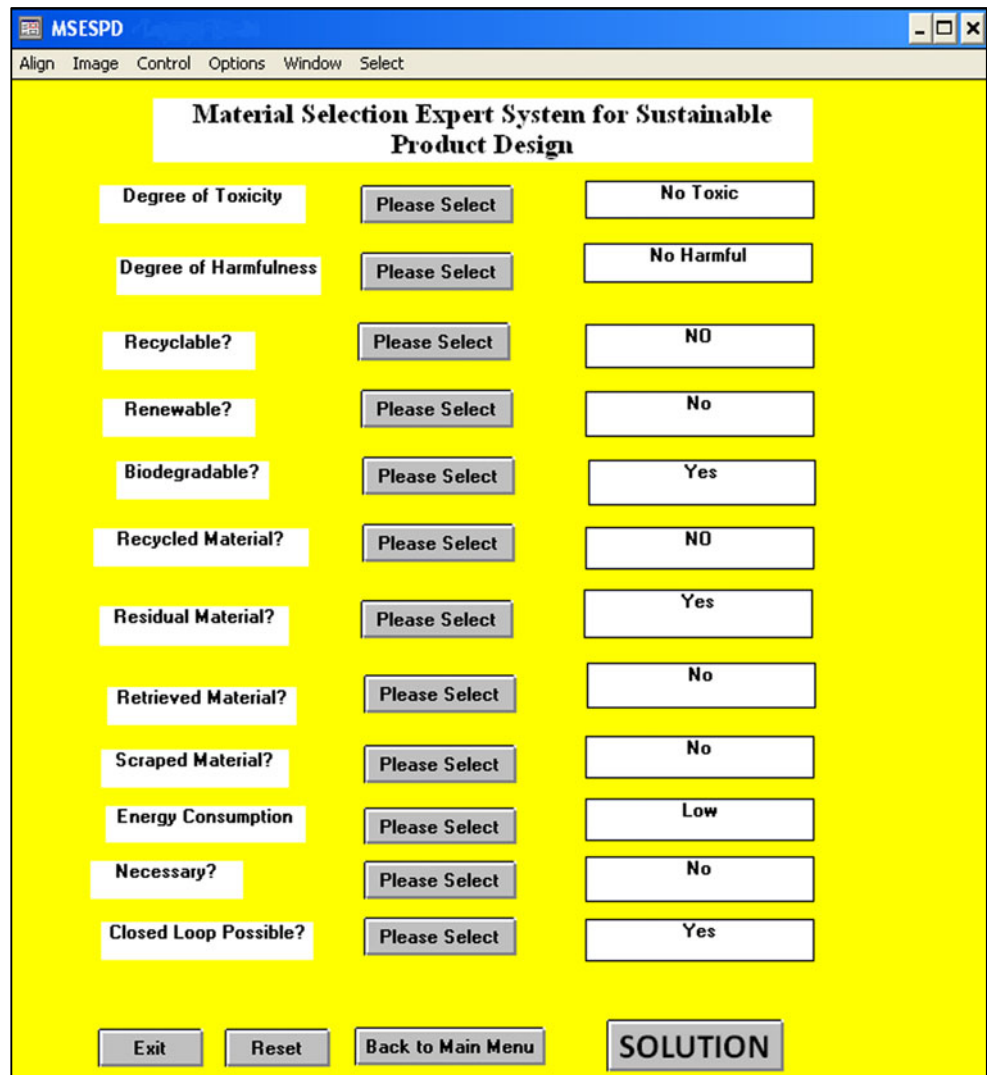 MSESPD
Align Image Control Options Window Select
Material Selection Expert System for Sustainable
Product Design
Degree of Toxicity Please Select No Toxic
Degree of Harmfulness Please Select No Harmful
Recyclable? Please Select NO
Renewable? Please Select No
Biodegradable? Please Select Yes
Recycled Material? Please Select NO
Residual Material? Please Select Yes
Retrieved Material? Please Select No
Scraped Material? Please Select No
Energy Consumption Please Select Low
Necessary? Please Select No
Closed Loop Possible? Please Select Yes
Exit Reset Back to Main Menu SOLUTION